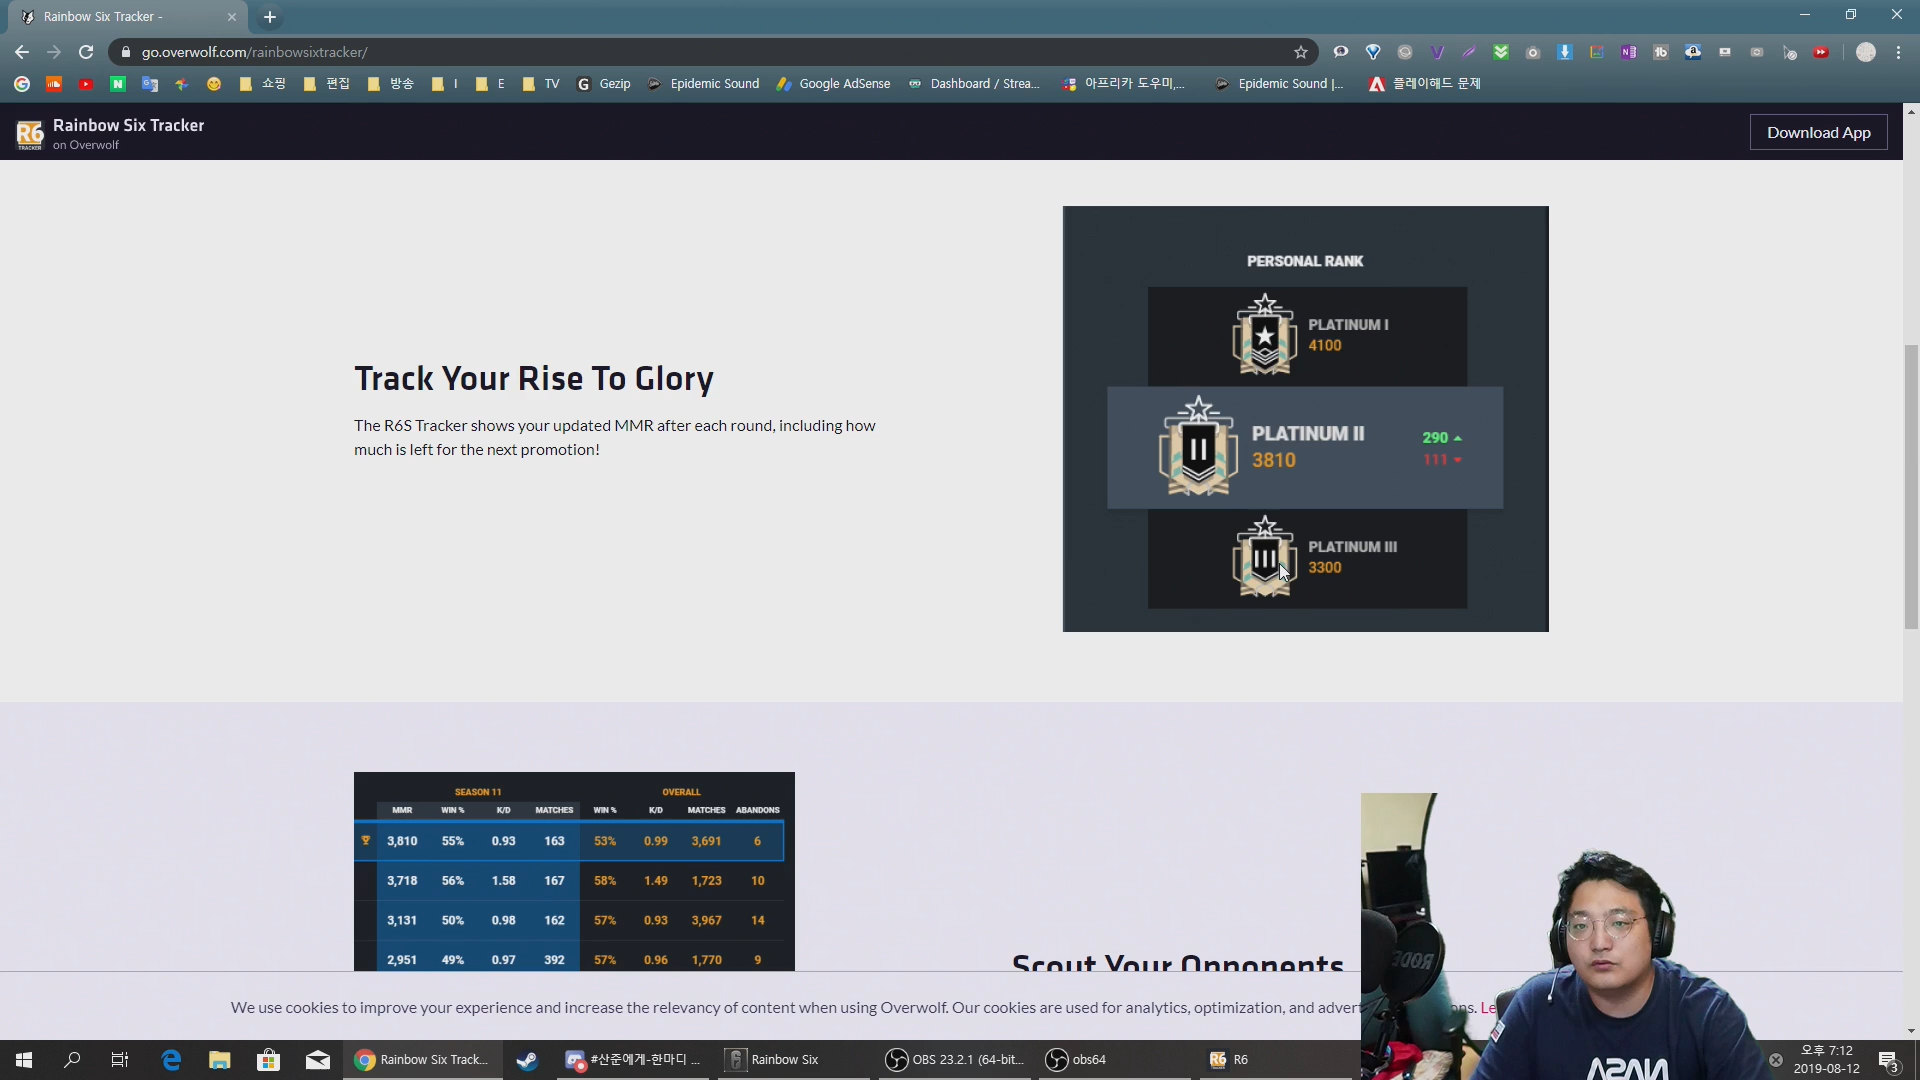 Rainbow Six Tracker -
go.overwolf.com/rainbowsixtracker/
쇼핑
편집
방송
I
E
TV
Gezip
Epidemic Sound
Google AdSense
Dashboard / Strea...
아프리카 도우미,...
Epidemic Sound |...
플레이해드 문제
R6
TRACKER
Rainbow Six Tracker
on Overwolf
Download App
PERSONAL RANK
PLATINUM I
4100
PLATINUM II
3810
290
111
PLATINUM III
3300
Track Your Rise To Glory
The R6S Tracker shows your updated MMR after each round, including how
much is left for the next promotion!
SEASON 11 OVERALL
MMR WIN % K/D MATCHES WIN % K/D MATCHES ABANDONS
3,810 55% 0.93 163 53% 0.99 3,691 6
3,718 56% 1.58 167 58% 1.49 1,723 10
3,131 50% 0.98 162 57% 0.93 3,967 14
2,951 49% 0.97 392 57% 0.96 1,770 9
Scout Your Opponents
We use cookies to improve your experience and increase the relevancy of content when using Overwolf. Our cookies are used for analytics, optimization, and advert
ns. Le
RODE
NASA
Rainbow Six Track...
#산준에게-한마디 ...
Rainbow Six
OBS 23.2.1 (64-bit...
obs64
R6
오후 7:12
2019-08-12
3